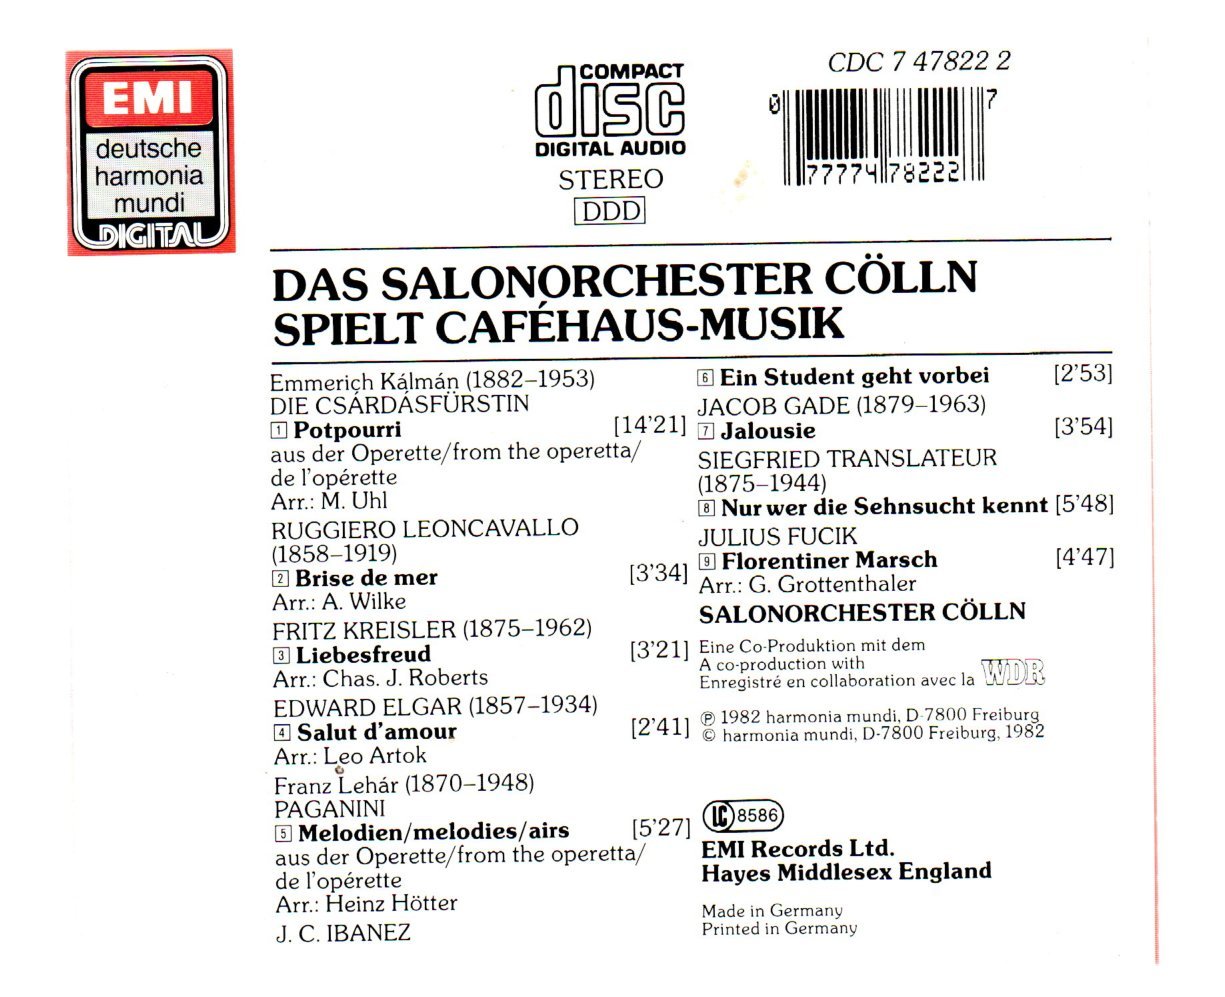 EMI
deutsche
harmonia
mundi
DIGITAL
COMPACT
disc
DIGITAL AUDIO
STEREO
DDD
CDC 7 47822 2
0 77774 78222 7
DAS SALONORCHESTER CÖLLN
SPIELT CAFÉHAUS-MUSIK
Emmerich Kálmán (1882–1953)
DIE CSÁRDÁSFÜRSTIN
1 Potpourri [14'21]
aus der Operette/from the operetta/
de l'opérette
Arr.: M. Uhl
RUGGIERO LEONCAVALLO
(1858–1919)
2 Brise de mer [3'34]
Arr.: A. Wilke
FRITZ KREISLER (1875–1962)
3 Liebesfreud [3'21]
Arr.: Chas. J. Roberts
EDWARD ELGAR (1857–1934)
4 Salut d'amour [2'41]
Arr.: Leo Artok
Franz Lehár (1870–1948)
PAGANINI
5 Melodien/melodies/airs [5'27]
aus der Operette/from the operetta/
de l'opérette
Arr.: Heinz Hötter
J. C. IBANEZ
6 Ein Student geht vorbei [2'53]
JACOB GADE (1879–1963)
7 Jalousie [3'54]
SIEGFRIED TRANSLATEUR
(1875–1944)
8 Nur wer die Sehnsucht kennt [5'48]
JULIUS FUCIK
9 Florentiner Marsch [4'47]
Arr.: G. Grottenthaler
SALONORCHESTER CÖLLN
Eine Co-Produktion mit dem
A co-production with
Enregistré en collaboration avec la WDR
℗ 1982 harmonia mundi, D-7800 Freiburg
© harmonia mundi, D-7800 Freiburg, 1982
LC 8586
EMI Records Ltd.
Hayes Middlesex England
Made in Germany
Printed in Germany